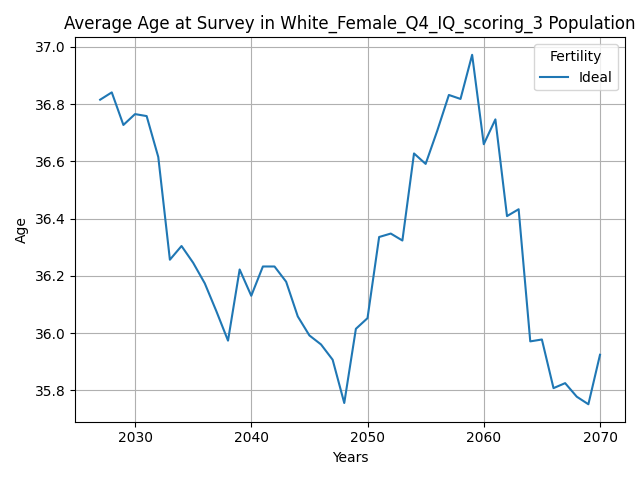 Average Age at Survey in White_Female_Q4_IQ_scoring_3 Population
37.0
36.8
36.6
36.4
36.2
36.0
35.8
Age
Fertility
Ideal
2030 2040 2050 2060 2070
Years